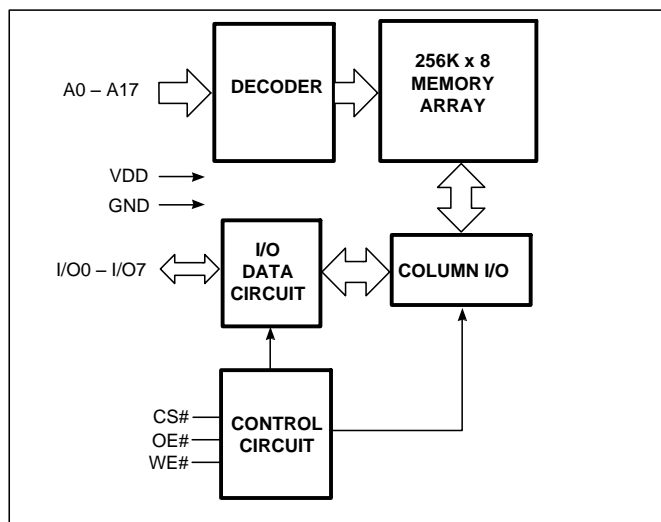 A0 – A17
DECODER
256K x 8
MEMORY
ARRAY
VDD
GND
I/O0 – I/O7
I/O
DATA
CIRCUIT
COLUMN I/O
CS#
OE#
WE#
CONTROL
CIRCUIT